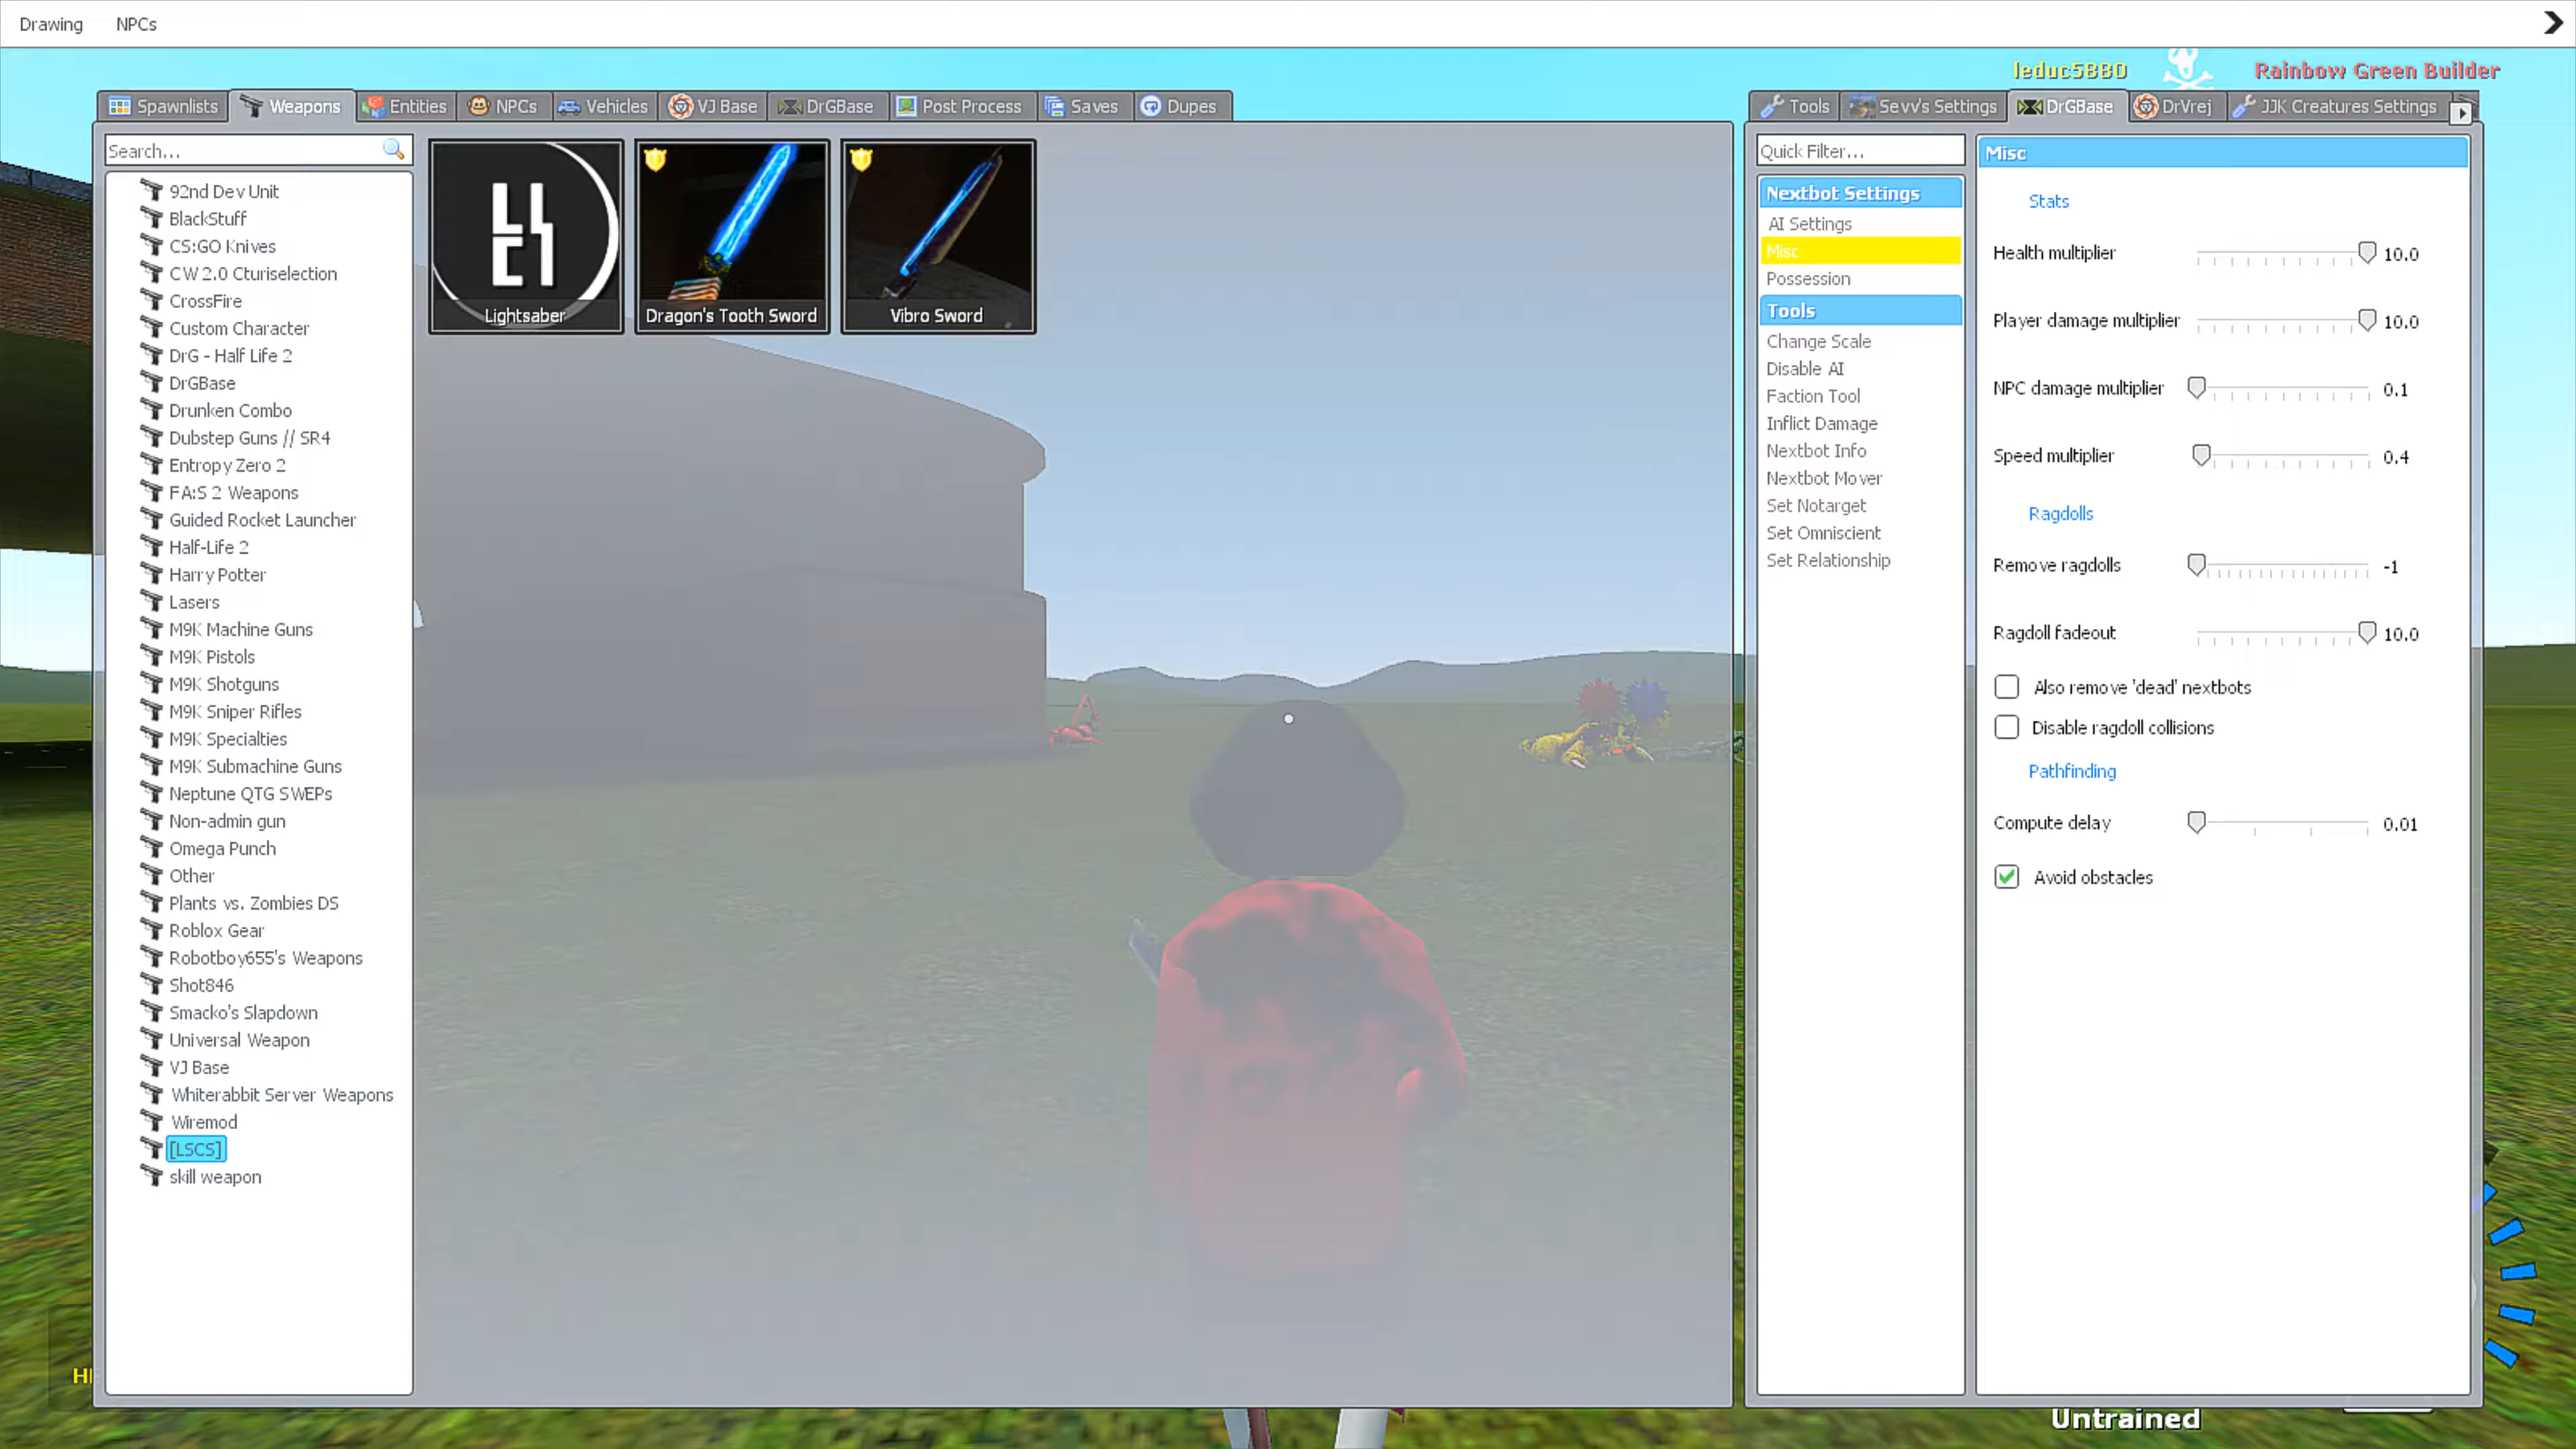 Drawing NPCs
leduc5880 Rainbow Green Builder
Spawnlists Weapons Entities NPCs Vehicles VJ Base DrGBase Post Process Saves Dupes
Tools Sevv's Settings DrGBase DrVrej JJK Creatures Settings
Search...
92nd Dev Unit
BlackStuff
CS:GO Knives
CW 2.0 Cturiselection
CrossFire
Custom Character
DrG - Half Life 2
DrGBase
Drunken Combo
Dubstep Guns // SR4
Entropy Zero 2
FA:S 2 Weapons
Guided Rocket Launcher
Half-Life 2
Harry Potter
Lasers
M9K Machine Guns
M9K Pistols
M9K Shotguns
M9K Sniper Rifles
M9K Specialties
M9K Submachine Guns
Neptune QTG SWEPs
Non-admin gun
Omega Punch
Other
Plants vs. Zombies DS
Roblox Gear
Robotboy655's Weapons
Shot846
Smacko's Slapdown
Universal Weapon
VJ Base
Whiterabbit Server Weapons
Wiremod
[LSCS]
skill weapon
Lightsaber
Dragon's Tooth Sword
Vibro Sword
Quick Filter...
Nextbot Settings
AI Settings
Misc
Possession
Tools
Change Scale
Disable AI
Faction Tool
Inflict Damage
Nextbot Info
Nextbot Mover
Set Notarget
Set Omniscient
Set Relationship
Misc
Stats
Health multiplier 10.0
Player damage multiplier 10.0
NPC damage multiplier 0.1
Speed multiplier 0.4
Ragdolls
Remove ragdolls -1
Ragdoll fadeout 10.0
Also remove 'dead' nextbots
Disable ragdoll collisions
Pathfinding
Compute delay 0.01
Avoid obstacles
Untrained